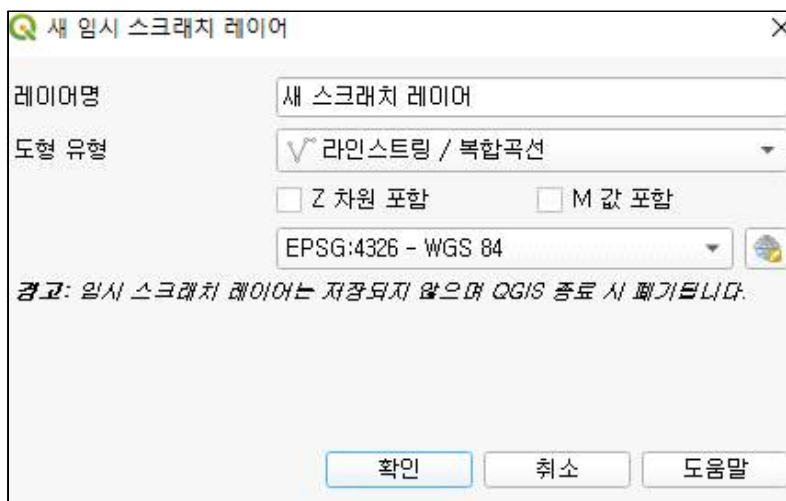 새 임시 스크래치 레이어
레이어명 새 스크래치 레이어
도형 유형 라인스트링 / 복합곡선
Z 차원 포함 M 값 포함
EPSG:4326 - WGS 84
경고: 임시 스크래치 레이어는 저장되지 않으며 QGIS 종료 시 폐기됩니다.
확인 취소 도움말